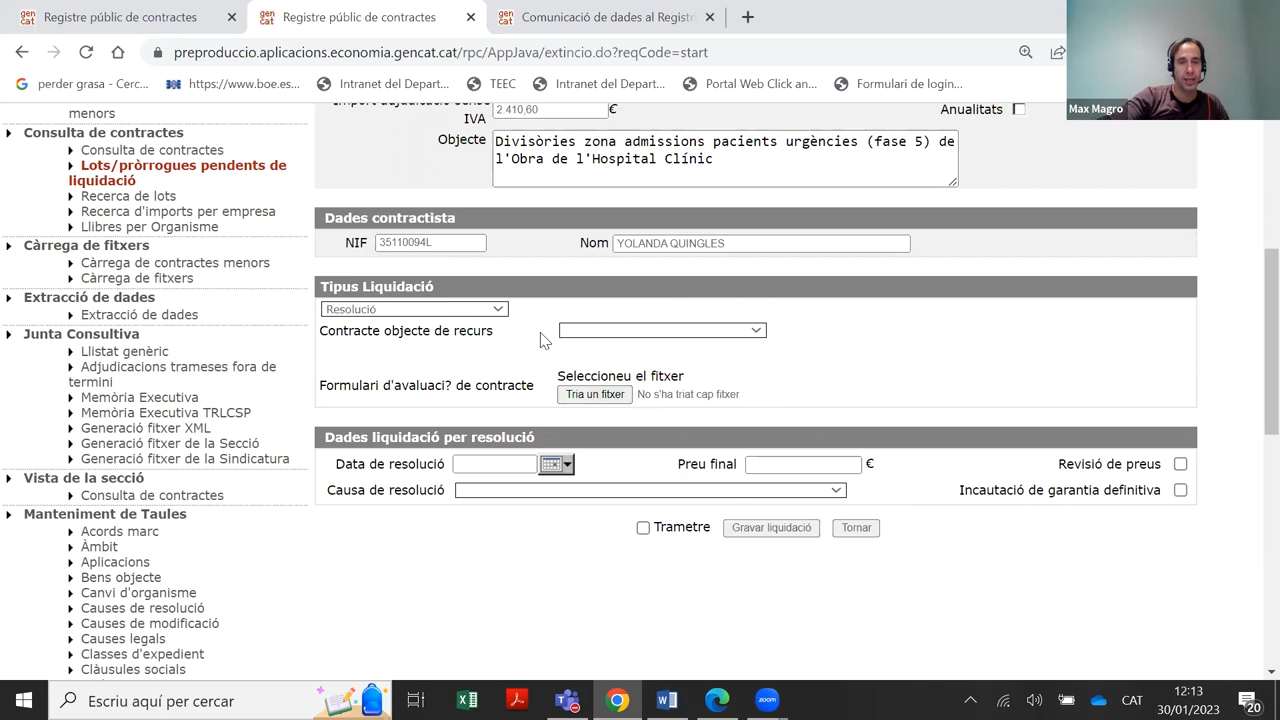 Registre públic de contractes
Registre públic de contractes
Comunicació de dades al Registr
preproduccio.aplicacions.economia.gencat.cat/rpc/AppJava/extincio.do?reqCode=start
perder grasa - Cerc...
https://www.boe.es...
Intranet del Depart...
TEEC
Intranet del Depart...
Portal Web Click an...
Formulari de login...
Max Magro
menors
Consulta de contractes
Consulta de contractes
Lots/pròrrogues pendents de
liquidació
Recerca de lots
Recerca d'imports per empresa
Llibres per Organisme
Càrrega de fitxers
Càrrega de contractes menors
Càrrega de fitxers
Extracció de dades
Extracció de dades
Junta Consultiva
Llistat genèric
Adjudicacions trameses fora de
termini
Memòria Executiva
Memòria Executiva TRLCSP
Generació fitxer XML
Generació fitxer de la Secció
Generació fitxer de la Sindicatura
Vista de la secció
Consulta de contractes
Manteniment de Taules
Acords marc
Àmbit
Aplicacions
Bens objecte
Canvi d'organisme
Causes de resolució
Causes de modificació
Causes legals
Classes d'expedient
Clàusules socials
Import adjudicació sense
IVA 2.410,60 € Anualitats
Objecte Divisòries zona admissions pacients urgències (fase 5) de
l'Obra de l'Hospital Clínic
Dades contractista
NIF 35110094L Nom YOLANDA QUINGLES
Tipus Liquidació
Resolució
Contracte objecte de recurs
Seleccioneu el fitxer
Formulari d'avaluaci? de contracte
Tria un fitxer No s'ha triat cap fitxer
Dades liquidació per resolució
Data de resolució Preu final € Revisió de preus
Causa de resolució Incautació de garantia definitiva
Trametre Gravar liquidació Tornar
Escriu aquí per cercar
CAT
12:13
30/01/2023
20